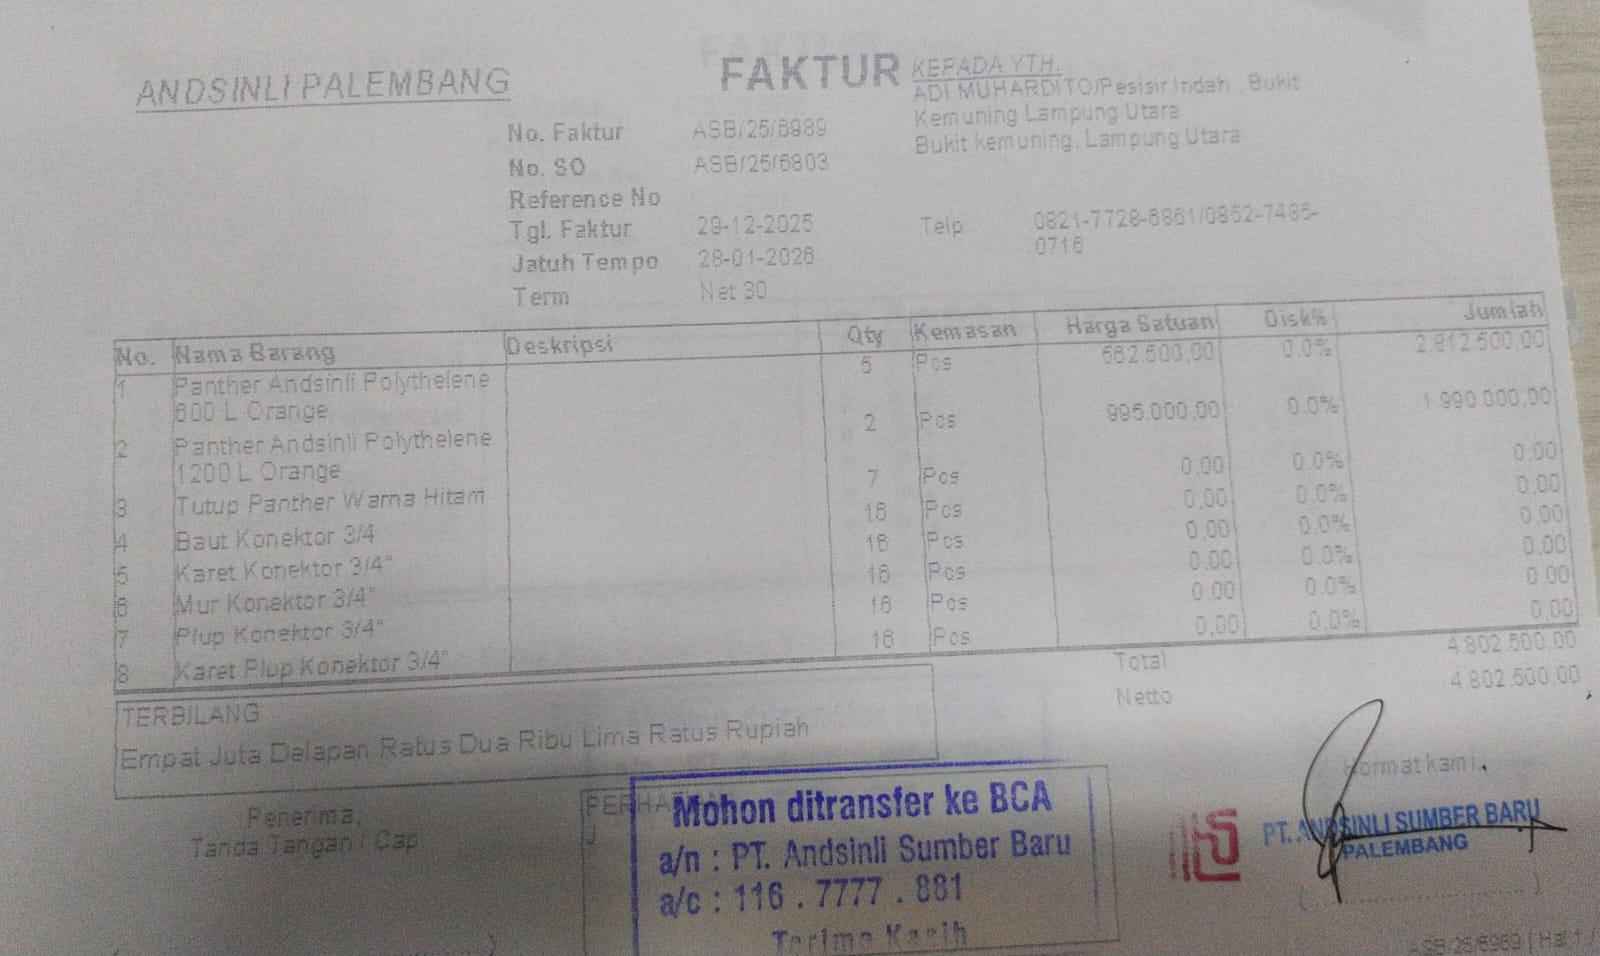 ANDSINLI PALEMBANG
FAKTUR
KEPADA YTH.
ADI MUHARDITO/Pesisir Indah , Bukit
Kemuning Lampung Utara
Bukit kemuning, Lampung Utara
No. Faktur ASB/25/6989
No. SO ASB/25/6803
Reference No
Tgl. Faktur 29-12-2025
Jatuh Tempo 28-01-2026
Term Net 30
Telp. 0821-7728-6861/0852-7485-
0716
No. Nama Barang Deskripsi Qty Kemasan Harga Satuan Disk% Jumlah
1 Panther Andsinli Polythelene 5 Pcs 562.500,00 0.0% 2.812.500,00
600 L Orange
2 Panther Andsinli Polythelene 2 Pcs 995.000,00 0.0% 1.990.000,00
1200 L Orange
3 Tutup Panther Warna Hitam 7 Pcs 0,00 0.0% 0,00
4 Baut Konektor 3/4 16 Pcs 0,00 0.0% 0,00
5 Karet Konektor 3/4" 16 Pcs 0,00 0.0% 0,00
6 Mur Konektor 3/4" 16 Pcs 0,00 0.0% 0,00
7 Plup Konektor 3/4" 16 Pcs 0,00 0.0% 0,00
8 Karet Plup Konektor 3/4" 16 Pcs 0,00 0.0% 0,00
Total 4.802.500,00
Netto 4.802.500,00
TERBILANG
Empat Juta Delapan Ratus Dua Ribu Lima Ratus Rupiah
Penerima,
Tanda Tangan / Cap
Mohon ditransfer ke BCA
a/n : PT. Andsinli Sumber Baru
a/c : 116 . 7777 . 881
Terima Kasih
Hormat kami,
PT. ANDSINLI SUMBER BARU
PALEMBANG
ASB/25/6989 | Hal 1 /